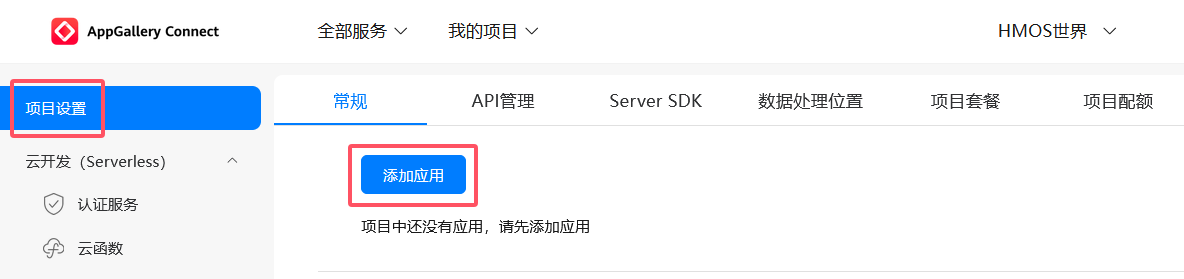 AppGallery Connect 全部服务 我的项目 HMOS世界
项目设置
常规 API管理 Server SDK 数据处理位置 项目套餐 项目配额
云开发（Serverless）
添加应用
认证服务
项目中还没有应用，请先添加应用
云函数